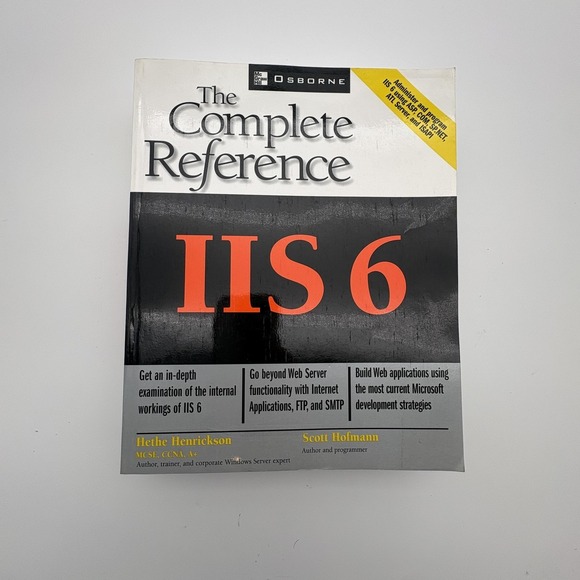 OSBORNE
Administer and program
IIS 6 using ASP, COM,
ATL Server, and ISAPI
The
Complete
Reference
IIS 6
Get an in-depth
examination of the internal
workings of IIS 6
Go beyond Web Server
functionality with Internet
Applications, FTP, and SMTP
Build Web applications using
the most current Microsoft
development strategies
Hethe Henrickson
MCSE, CCNA, A+
Author, trainer, and corporate Windows Server expert
Scott Hofmann
Author and programmer